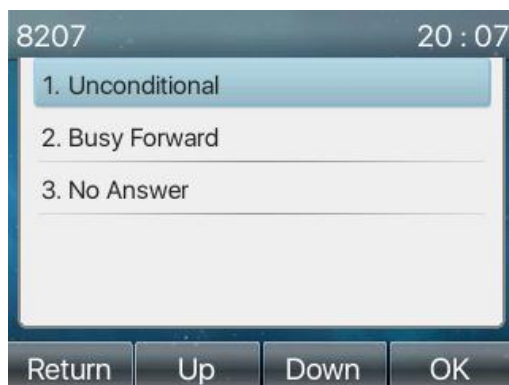 8207 20 : 07
1. Unconditional
2. Busy Forward
3. No Answer
Return Up Down OK